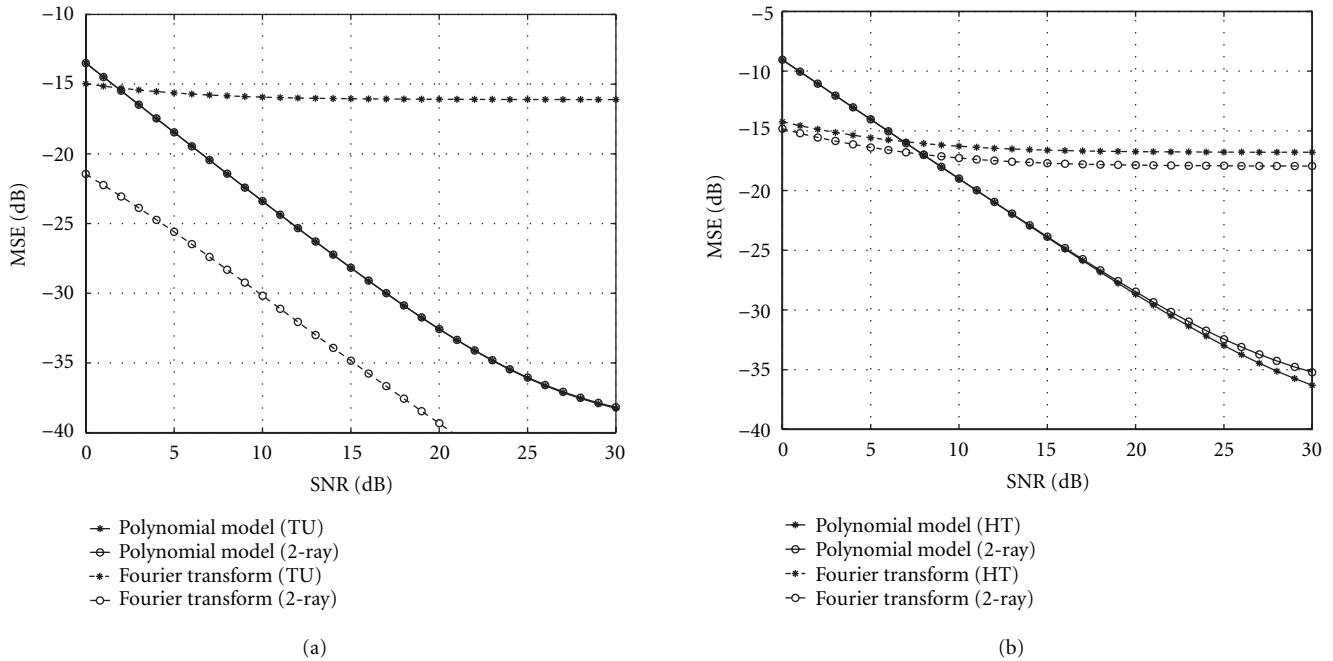 −10
−15
−20
−25
−30
−35
−40
MSE (dB)
0 5 10 15 20 25 30
SNR (dB)
Polynomial model (TU)
Polynomial model (2-ray)
Fourier transform (TU)
Fourier transform (2-ray)
(a)
−5
−10
−15
−20
−25
−30
−35
−40
MSE (dB)
0 5 10 15 20 25 30
SNR (dB)
Polynomial model (HT)
Polynomial model (2-ray)
Fourier transform (HT)
Fourier transform (2-ray)
(b)